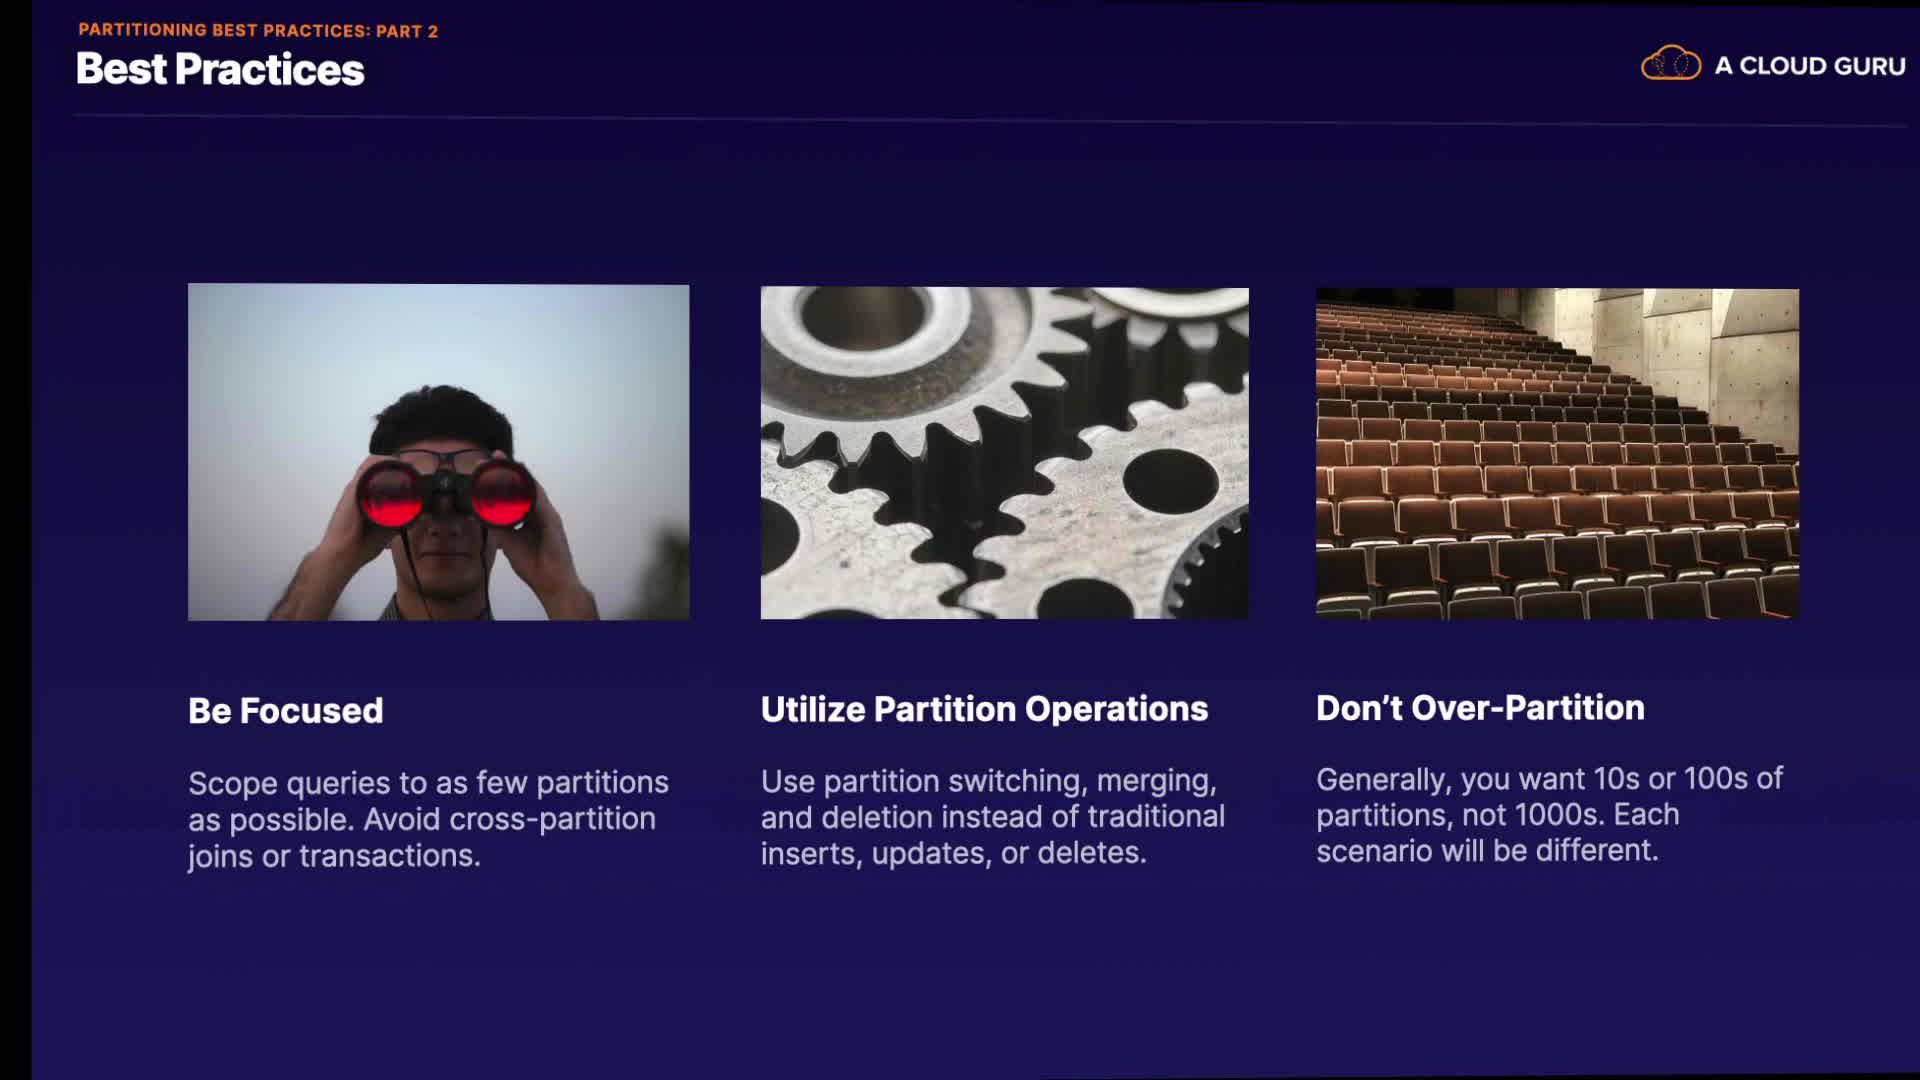 PARTITIONING BEST PRACTICES: PART 2
Best Practices
A CLOUD GURU
Be Focused
Scope queries to as few partitions
as possible. Avoid cross-partition
joins or transactions.
Utilize Partition Operations
Use partition switching, merging,
and deletion instead of traditional
inserts, updates, or deletes.
Don’t Over-Partition
Generally, you want 10s or 100s of
partitions, not 1000s. Each
scenario will be different.